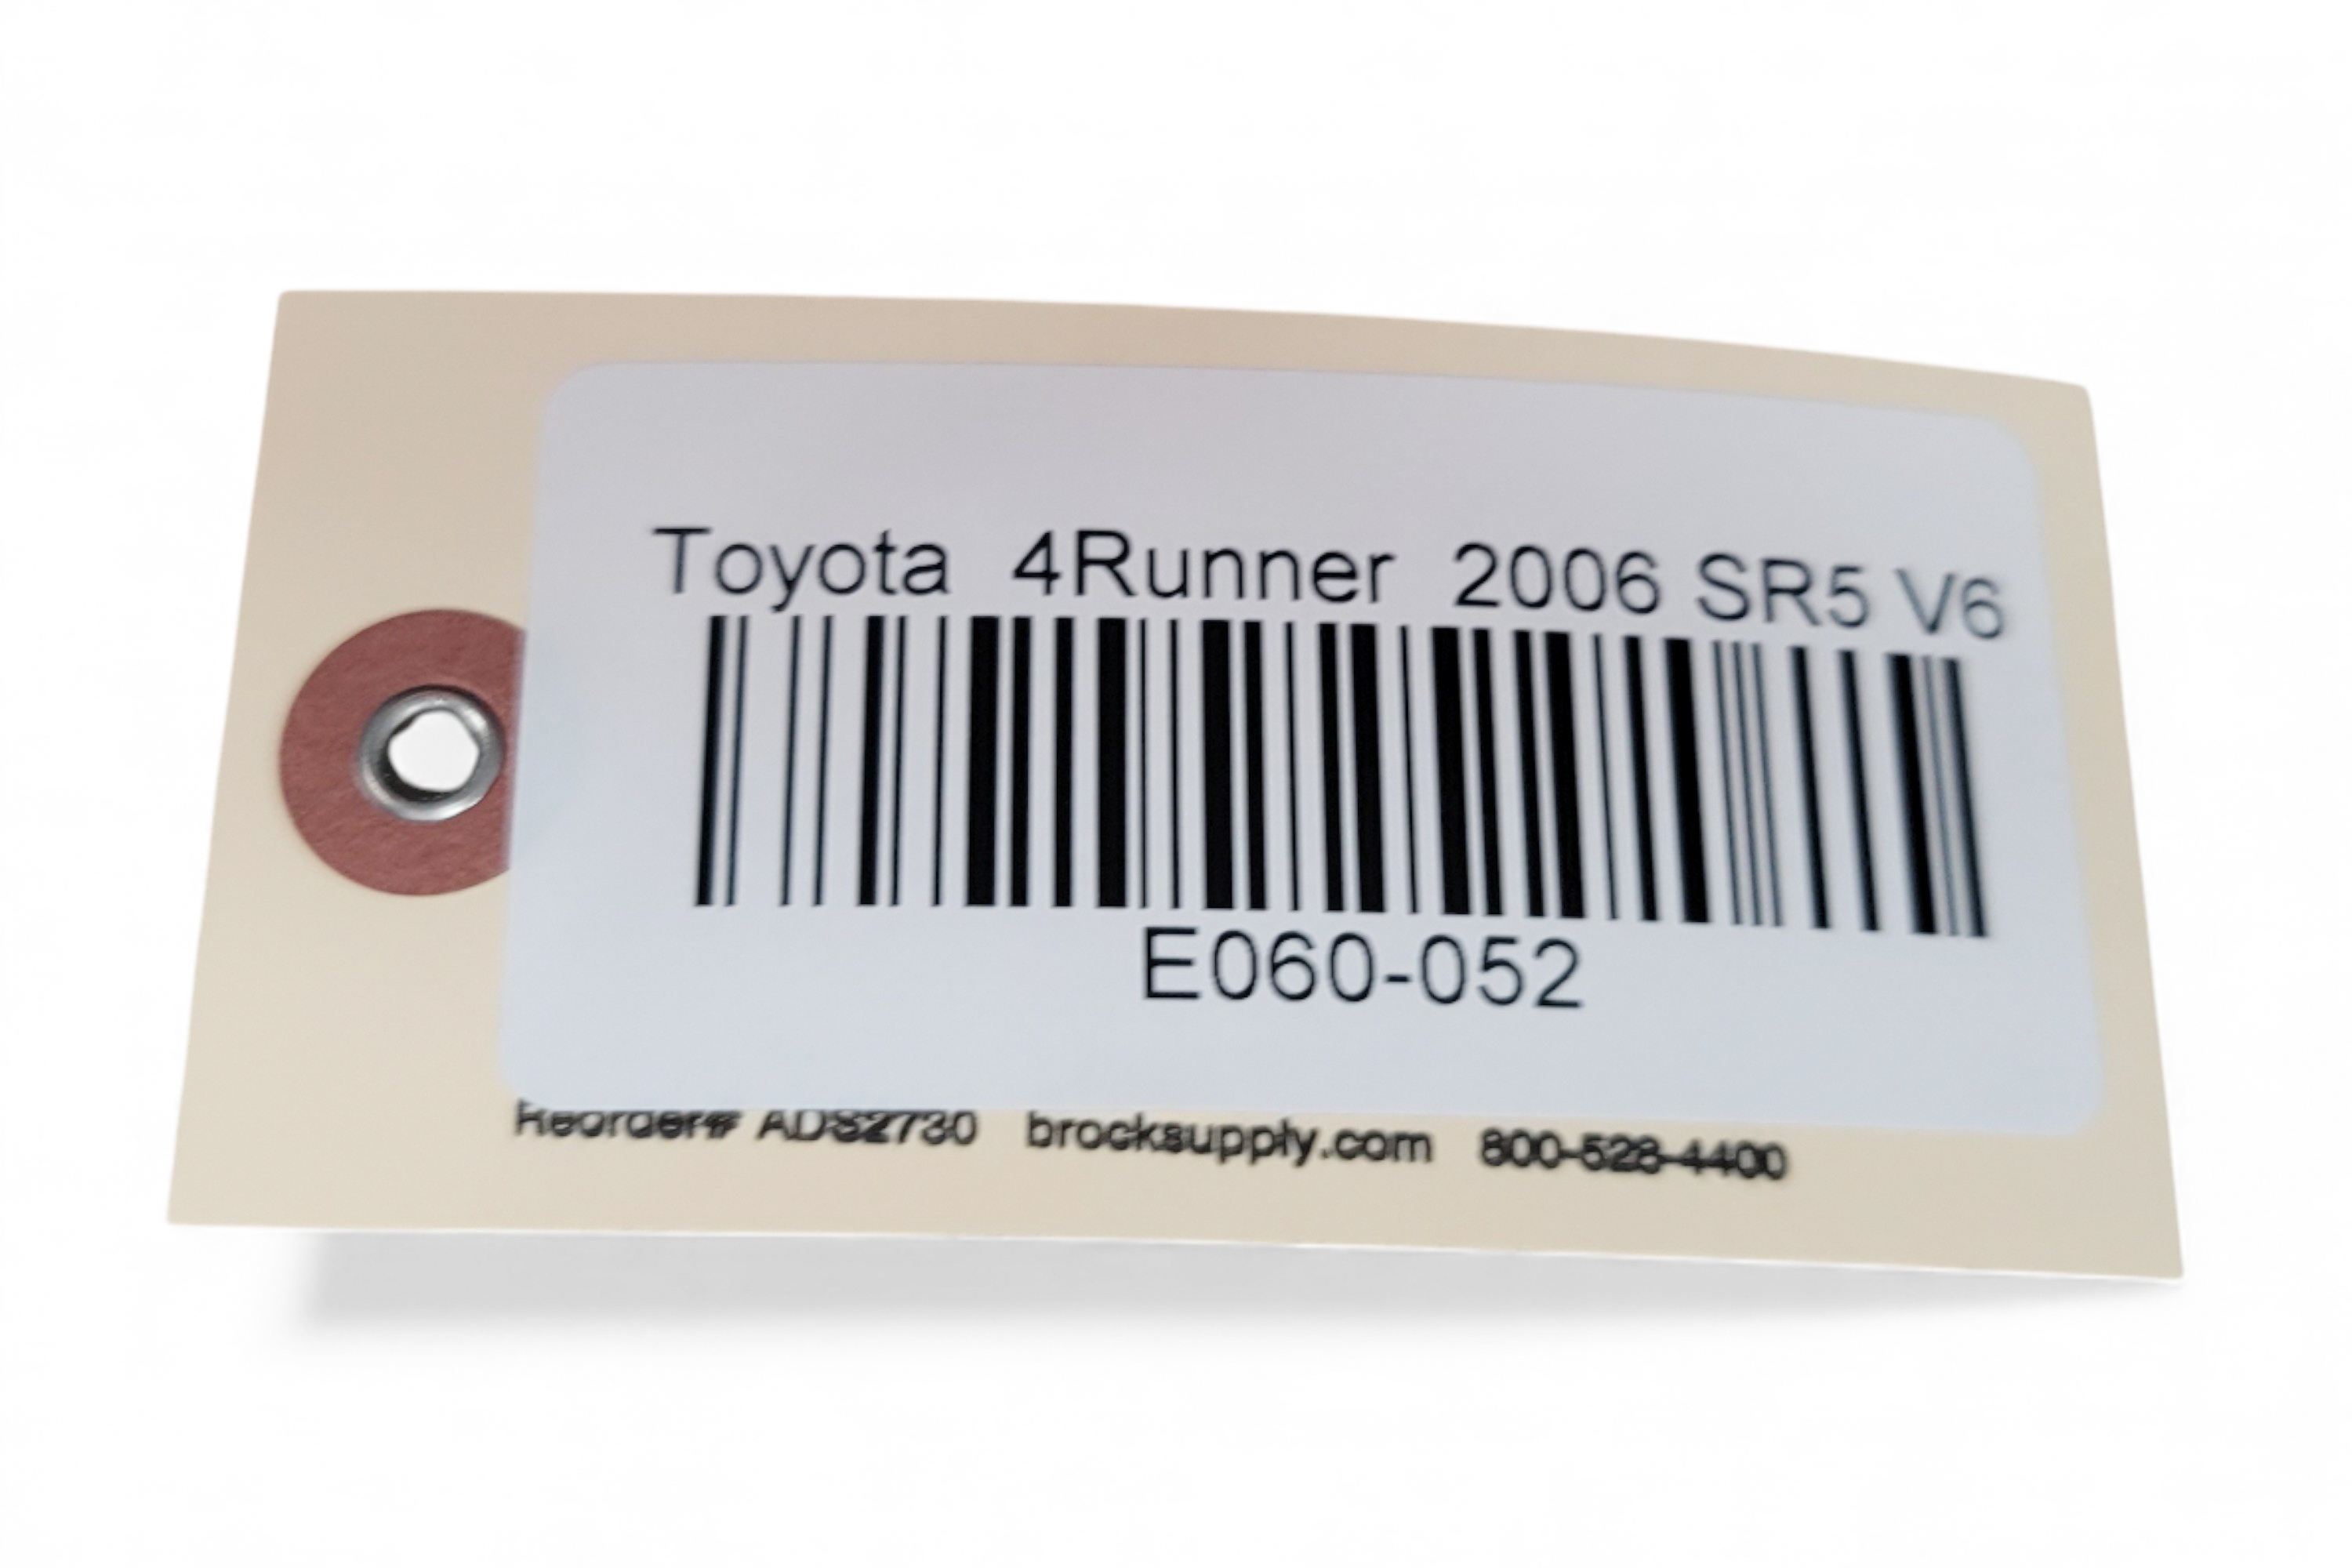 Toyota 4Runner 2006 SR5 V6
E060-052
Reorder# ADS2730 brocksupply.com 800-528-4400